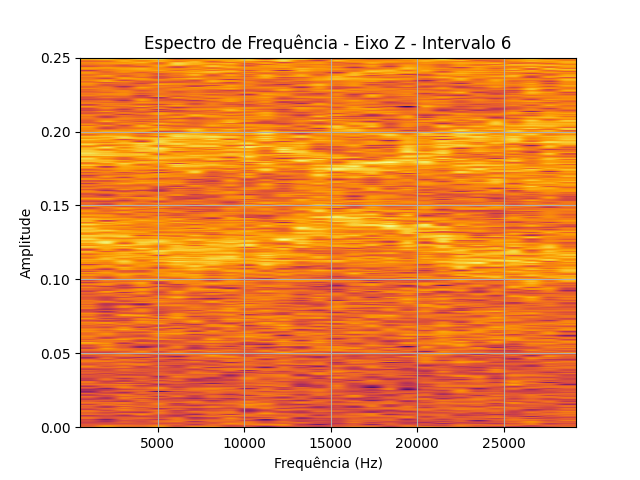 Espectro de Frequência - Eixo Z - Intervalo 6
0.25
0.20
0.15
0.10
0.05
0.00
Amplitude
5000 10000 15000 20000 25000
Frequência (Hz)